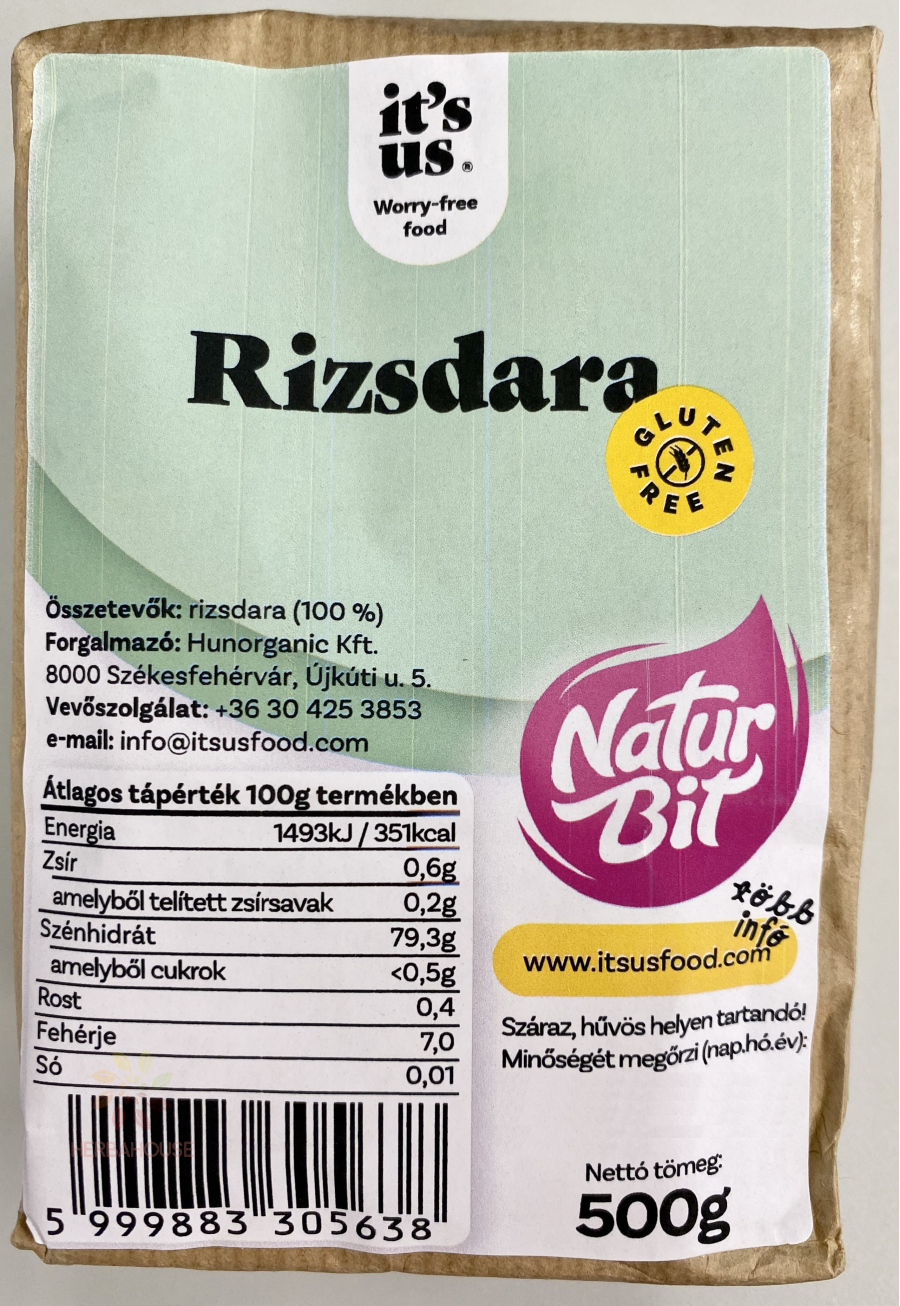 it's
us®
Worry-free
food
Rizsdara
GLUTEN
FREE
Összetevők: rizsdara (100 %)
Forgalmazó: Hunorganic Kft.
8000 Székesfehérvár, Újkúti u. 5.
Vevőszolgálat: +36 30 425 3853
e-mail: info@itsusfood.com
Átlagos tápérték 100g termékben
Energia 1493kJ / 351kcal
Zsír 0,6g
amelyből telített zsírsavak 0,2g
Szénhidrát 79,3g
amelyből cukrok <0,5g
Rost 0,4
Fehérje 7,0
Só 0,01
HERBAHOUSE
5 999883 305638
Natur
Bit
több
infó
www.itsusfood.com
Száraz, hűvös helyen tartandó!
Minőségét megőrzi (nap.hó.év):
Nettó tömeg:
500g